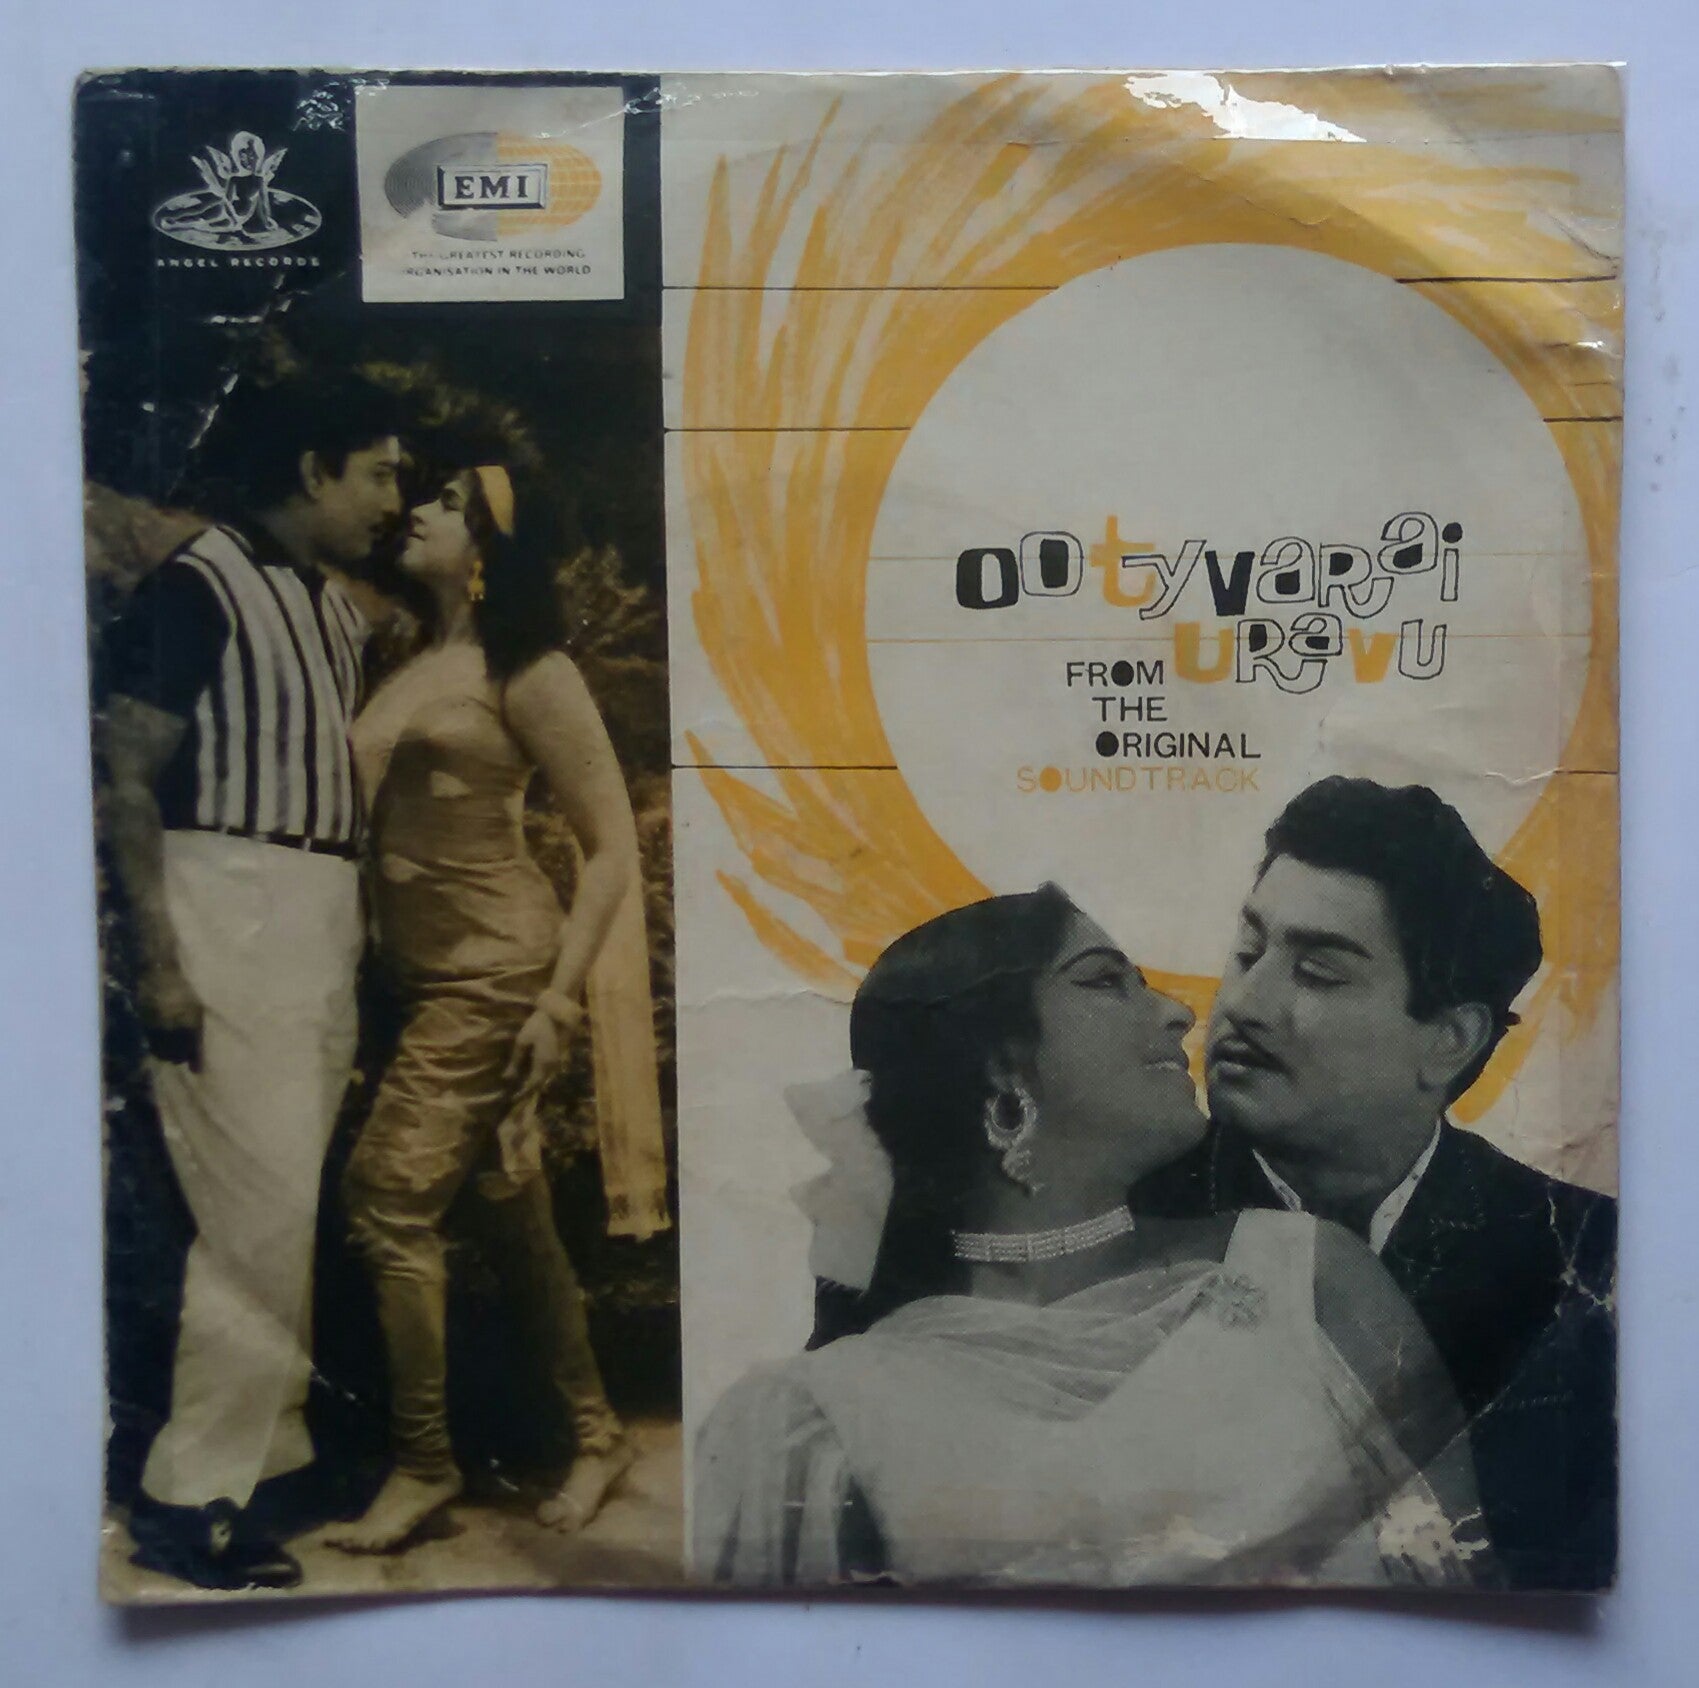 ANGEL RECORDS
EMI
THE GREATEST RECORDING
ORGANISATION IN THE WORLD
OOtyvaRai
URavU
FROM
THE
ORIGINAL
SOUNDTRACK